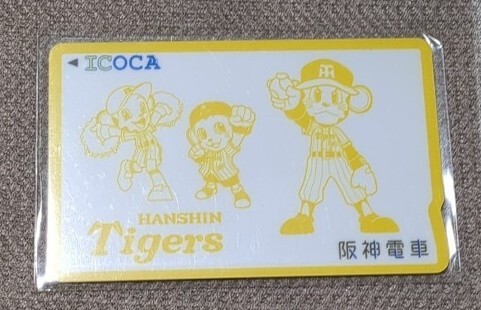 ICOCA
HANSHIN
Tigers
阪神電車